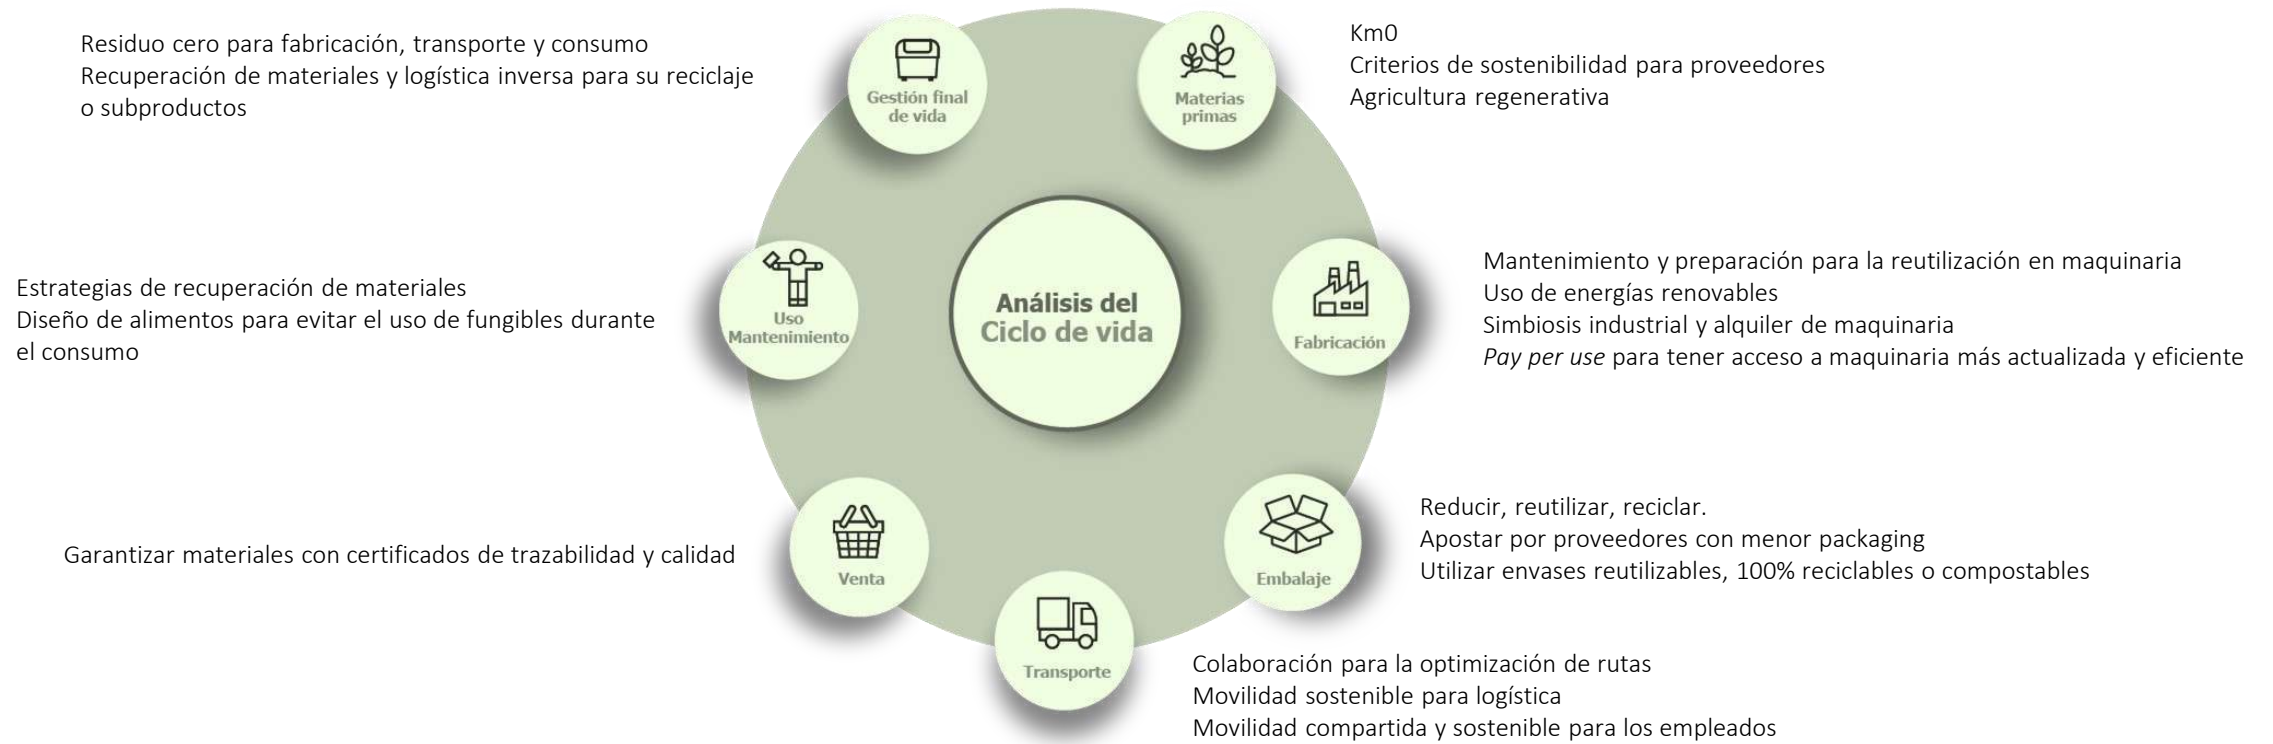 Residuo cero para fabricación, transporte y consumo
Recuperación de materiales y logística inversa para su reciclaje
o subproductos
Gestión final
de vida
Materias
primas
Km0
Criterios de sostenibilidad para proveedores
Agricultura regenerativa
Estrategias de recuperación de materiales
Diseño de alimentos para evitar el uso de fungibles durante
el consumo
Uso
Mantenimiento
Análisis del
Ciclo de vida
Fabricación
Mantenimiento y preparación para la reutilización en maquinaria
Uso de energías renovables
Simbiosis industrial y alquiler de maquinaria
Pay per use para tener acceso a maquinaria más actualizada y eficiente
Garantizar materiales con certificados de trazabilidad y calidad
Venta
Embalaje
Reducir, reutilizar, reciclar.
Apostar por proveedores con menor packaging
Utilizar envases reutilizables, 100% reciclables o compostables
Transporte
Colaboración para la optimización de rutas
Movilidad sostenible para logística
Movilidad compartida y sostenible para los empleados